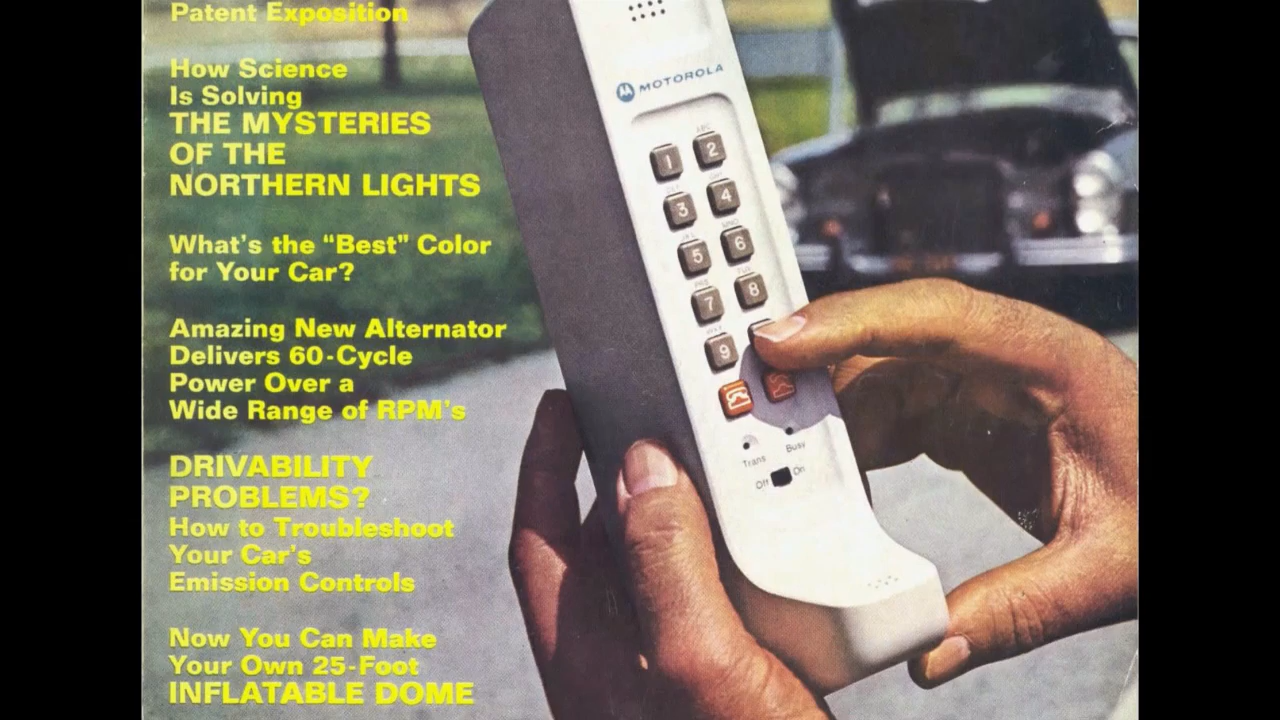 Patent Exposition
How Science
Is Solving
THE MYSTERIES
OF THE
NORTHERN LIGHTS
What's the “Best” Color
for Your Car?
Amazing New Alternator
Delivers 60-Cycle
Power Over a
Wide Range of RPM's
DRIVABILITY
PROBLEMS?
How to Troubleshoot
Your Car's
Emission Controls
Now You Can Make
Your Own 25-Foot
INFLATABLE DOME
MOTOROLA
ABC
1 2
3 4
5 6
7 8
9
Trans Busy
Off On